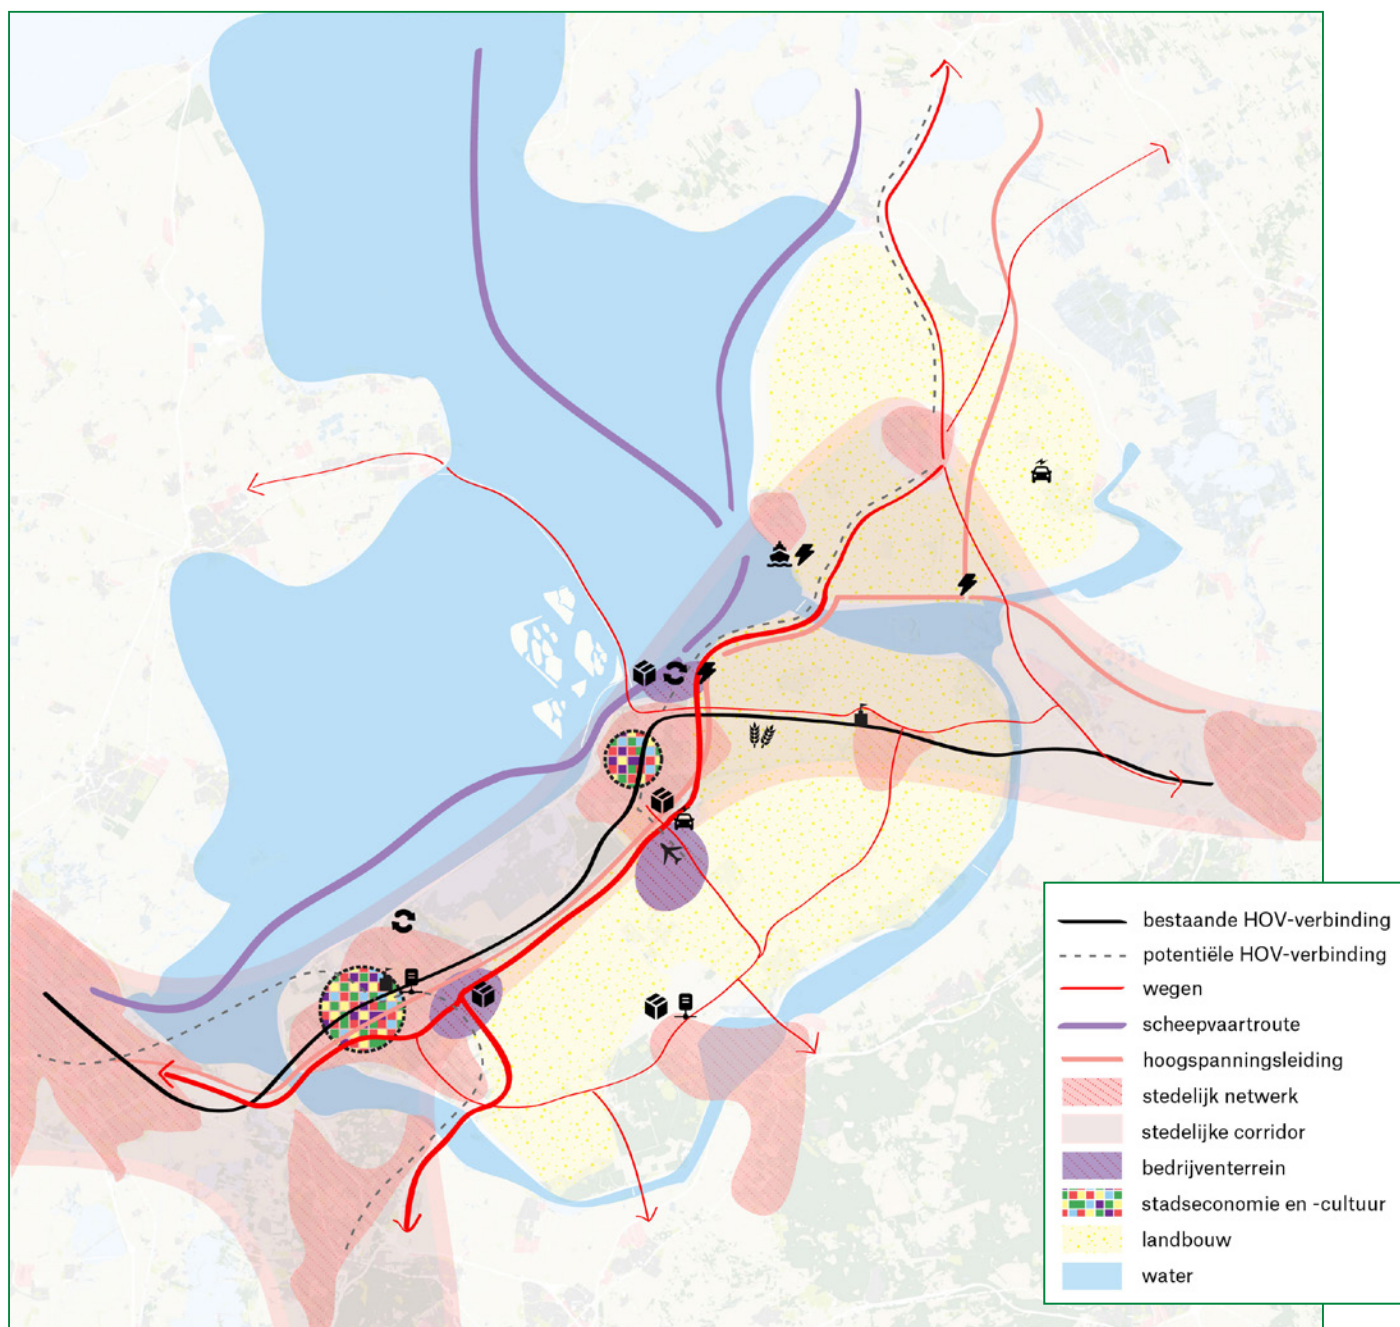 bestaande HOV-verbinding
potentiële HOV-verbinding
wegen
scheepvaartroute
hoogspanningsleiding
stedelijk netwerk
stedelijke corridor
bedrijventerrein
stadseconomie en -cultuur
landbouw
water